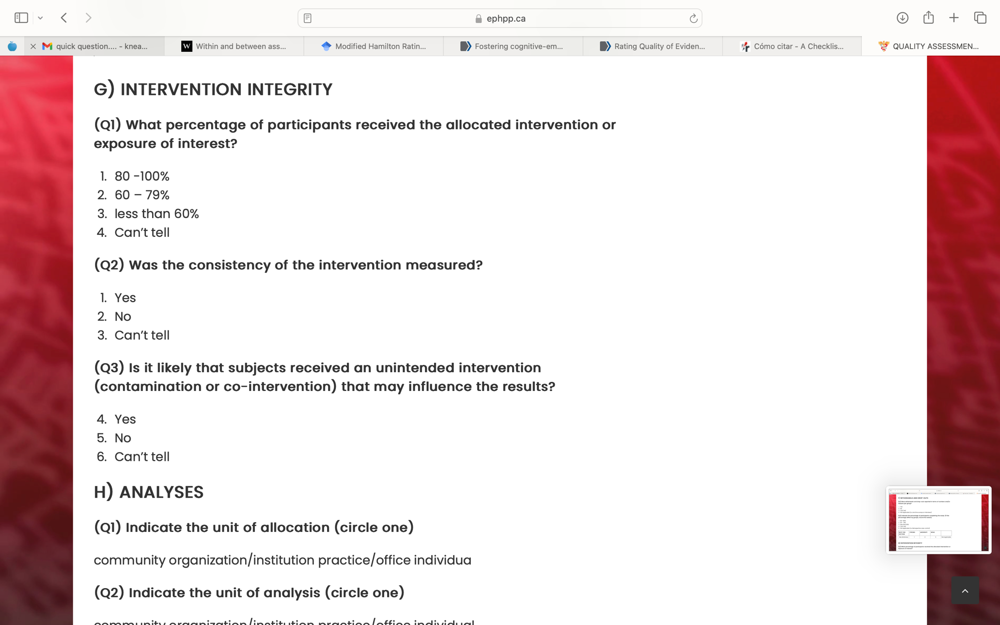 ephpp.ca
quick question.... - knea...
Within and between ass...
Modified Hamilton Ratin...
Fostering cognitive-em...
Rating Quality of Eviden...
Cómo citar - A Checklis...
QUALITY ASSESSMEN...
G) INTERVENTION INTEGRITY
(Q1) What percentage of participants received the allocated intervention or
exposure of interest?
1. 80 -100%
2. 60 – 79%
3. less than 60%
4. Can’t tell
(Q2) Was the consistency of the intervention measured?
1. Yes
2. No
3. Can’t tell
(Q3) Is it likely that subjects received an unintended intervention
(contamination or co-intervention) that may influence the results?
4. Yes
5. No
6. Can’t tell
H) ANALYSES
(Q1) Indicate the unit of allocation (circle one)
community organization/institution practice/office individua
(Q2) Indicate the unit of analysis (circle one)
community organization/institution practice/office individual